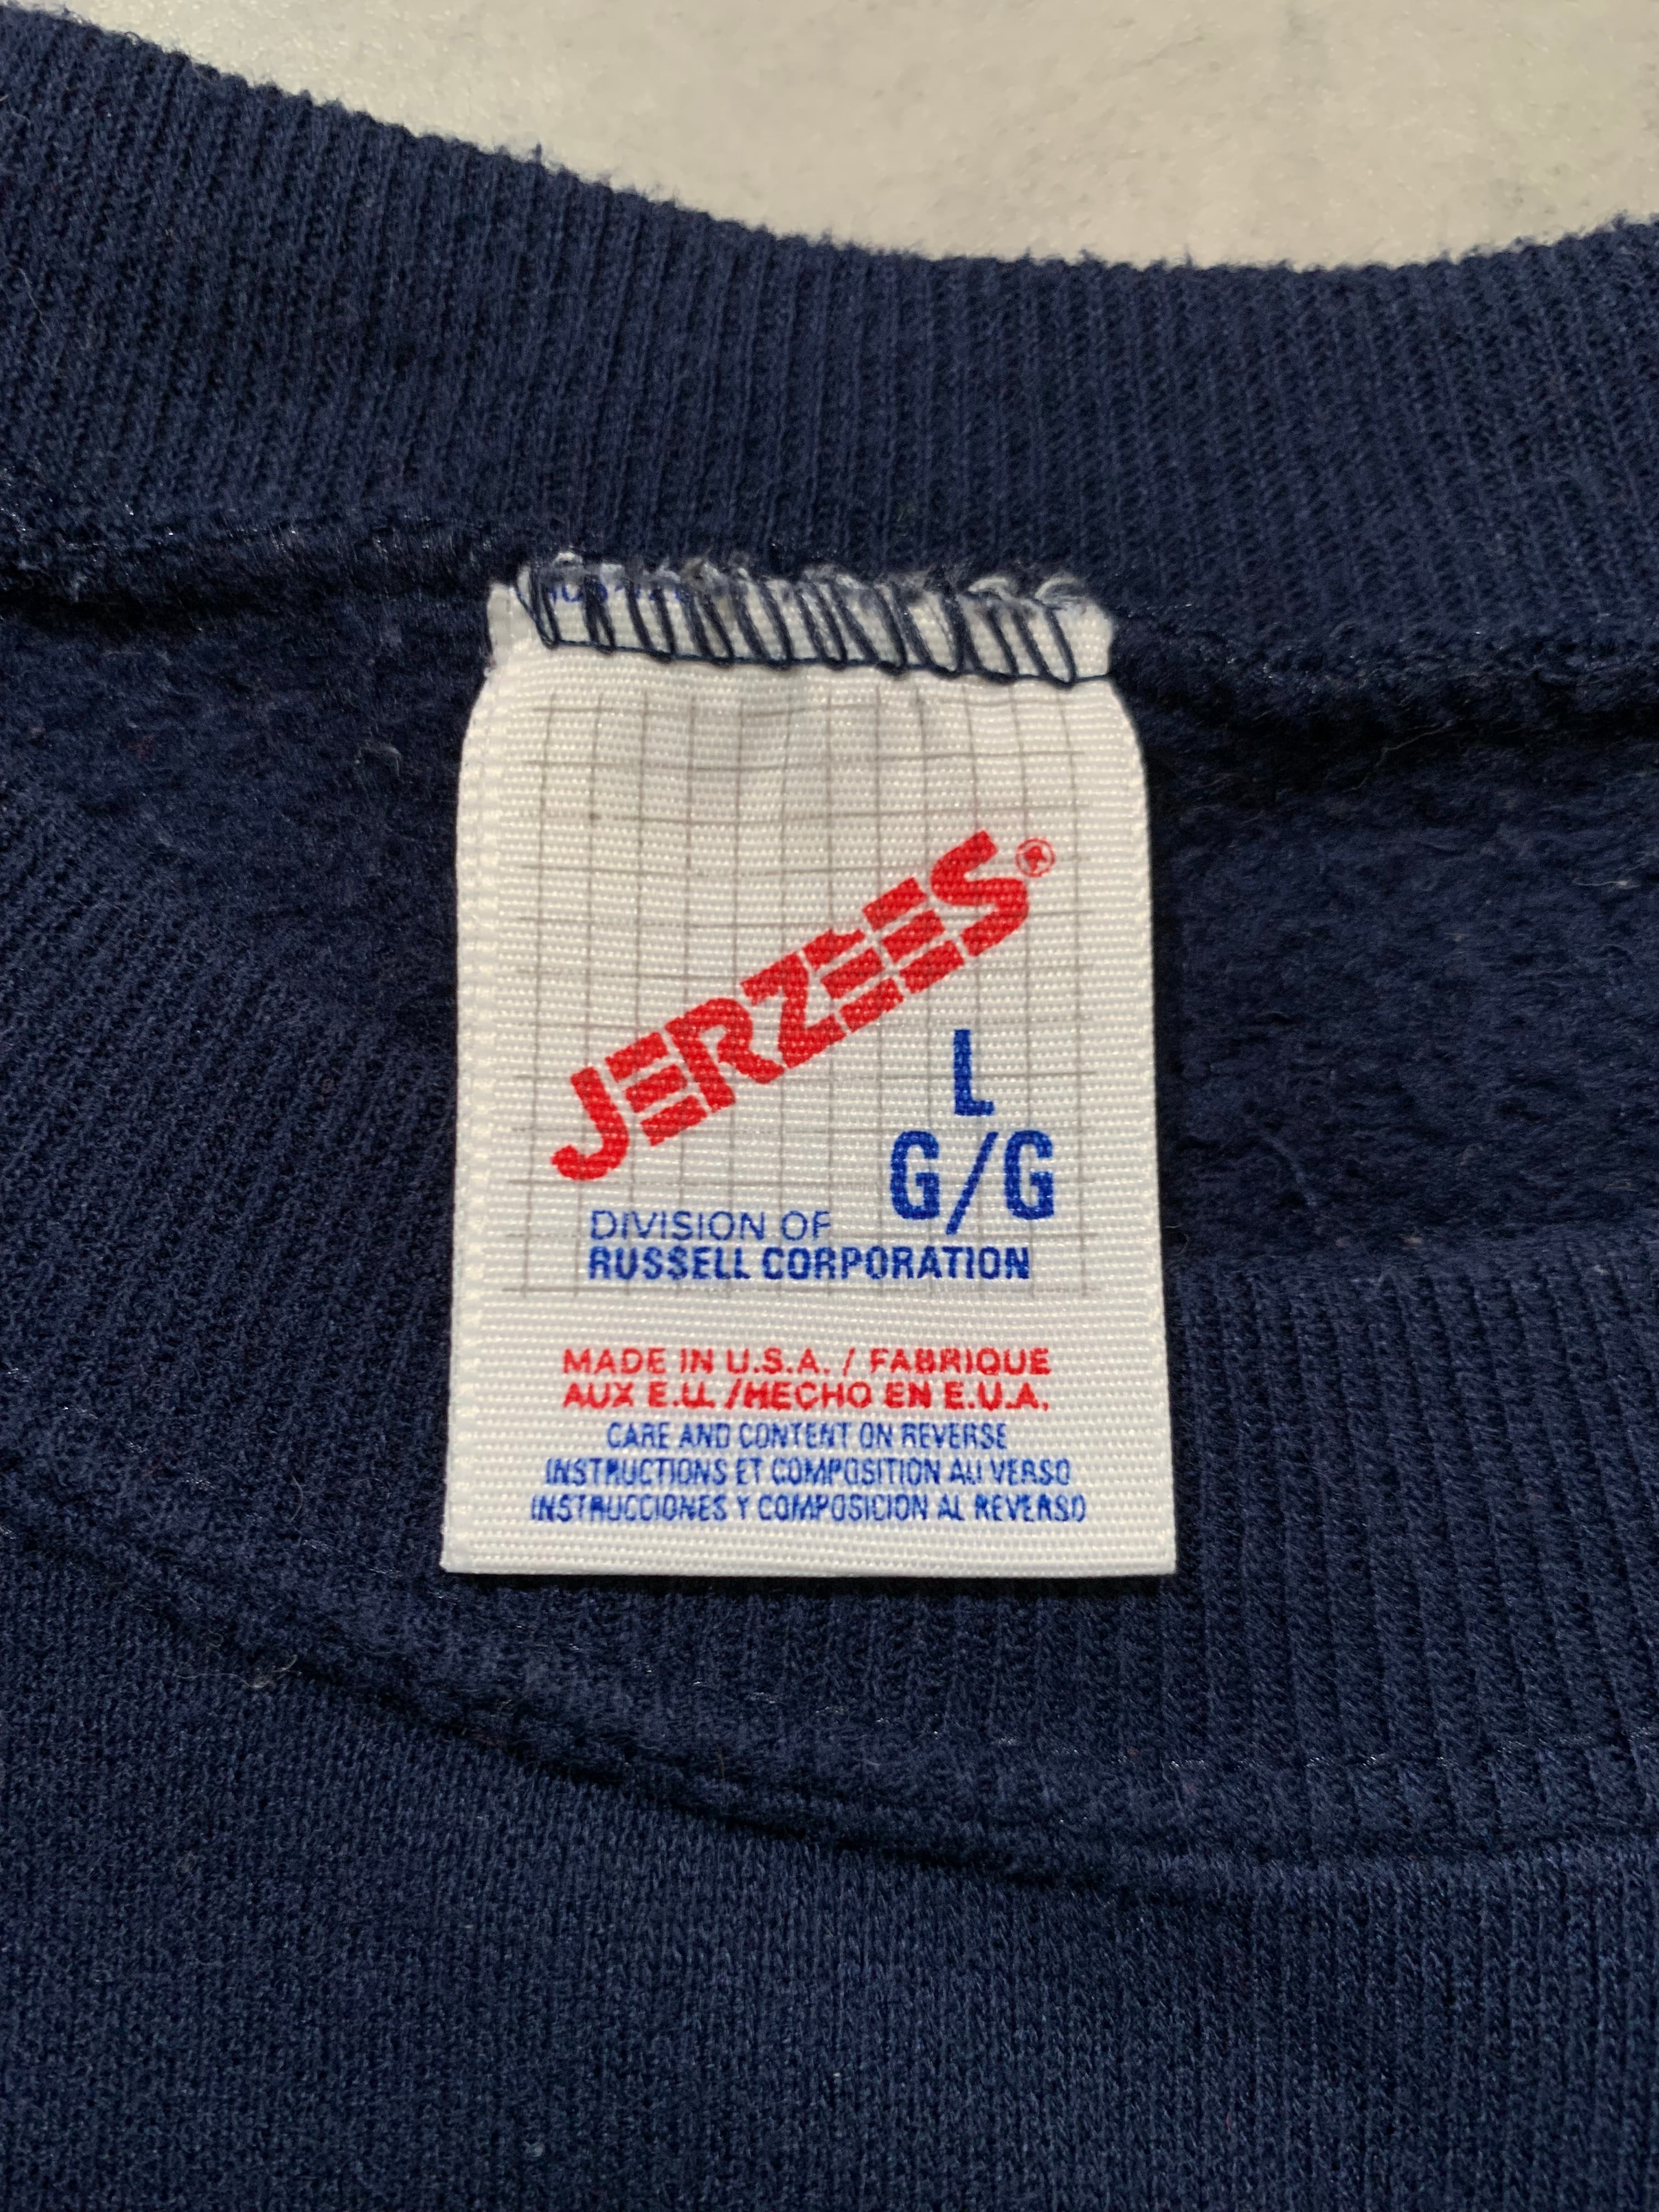 JERZEES®
L
G/G
DIVISION OF
RUSSELL CORPORATION
MADE IN U.S.A. / FABRIQUE
AUX E.U. /HECHO EN E.U.A.
CARE AND CONTENT ON REVERSE
INSTRUCTIONS ET COMPOSITION AU VERSO
INSTRUCCIONES Y COMPOSICION AL REVERSO